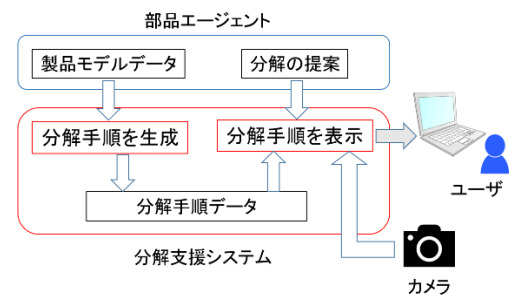 部品エージェント
製品モデルデータ
分解の提案
分解手順を生成
分解手順を表示
分解手順データ
ユーザ
分解支援システム
カメラ